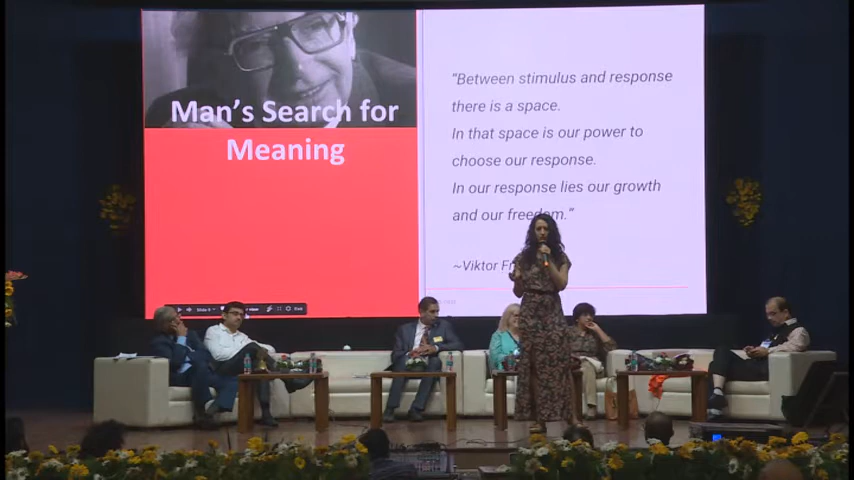 Man's Search for
Meaning
"Between stimulus and response
there is a space.
In that space is our power to
choose our response.
In our response lies our growth
and our freedom."
~Viktor